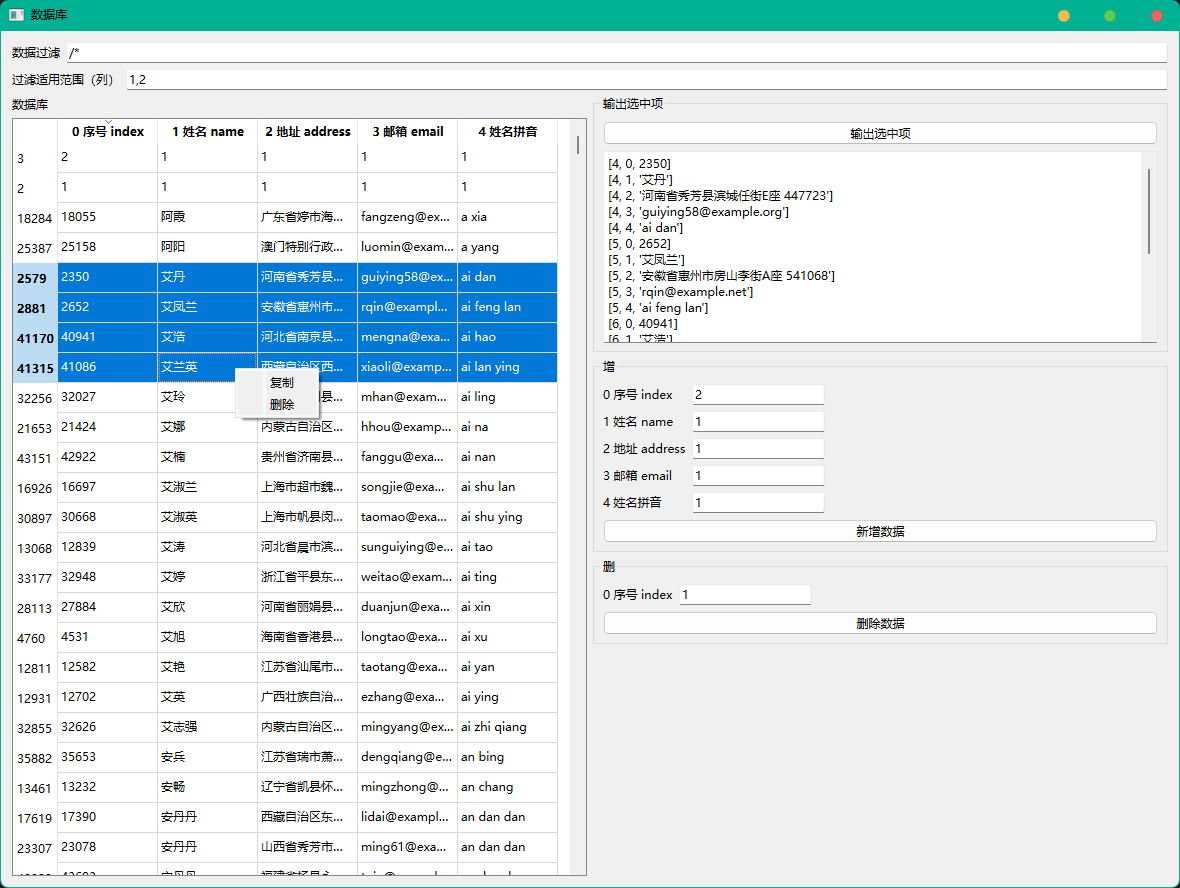 数据库
数据过滤 /*
过滤适用范围（列） 1,2
数据库
0 序号 index 1 姓名 name 2 地址 address 3 邮箱 email 4 姓名拼音
3 2 1 1 1 1
2 1 1 1 1 1
18284 18055 阿霞 广东省婷市海... fangzeng@ex... a xia
25387 25158 阿阳 澳门特别行政... luomin@exam... a yang
2579 2350 艾丹 河南省秀芳县... guiying58@ex... ai dan
2881 2652 艾凤兰 安徽省惠州市... rqin@exampl... ai feng lan
41170 40941 艾浩 河北省南京县... mengna@exa... ai hao
41315 41086 艾兰英 西藏自治区西... xiaoli@examp... ai lan ying
32256 32027 艾玲 县... mhan@exam... ai ling
21653 21424 艾娜 内蒙古自治区... hhou@examp... ai na
43151 42922 艾楠 贵州省济南县... fanggu@exa... ai nan
16926 16697 艾淑兰 上海市超市魏... songjie@exa... ai shu lan
30897 30668 艾淑英 上海市帆县闵... taomao@exa... ai shu ying
13068 12839 艾涛 河北省晨市滨... sunguiying@e... ai tao
33177 32948 艾婷 浙江省平县东... weitao@exam... ai ting
28113 27884 艾欣 河南省丽娟县... duanjun@exa... ai xin
4760 4531 艾旭 海南省香港县... longtao@exa... ai xu
12811 12582 艾艳 江苏省汕尾市... taotang@exa... ai yan
12931 12702 艾英 广西壮族自治... ezhang@exa... ai ying
32855 32626 艾志强 内蒙古自治区... mingyang@ex... ai zhi qiang
35882 35653 安兵 江苏省瑞市萧... dengqiang@e... an bing
13461 13232 安畅 辽宁省凯县怀... mingzhong@... an chang
17619 17390 安丹丹 西藏自治区东... lidai@exampl... an dan dan
23307 23078 安丹丹 山西省秀芳市... ming61@exa... an dan dan
复制
删除
输出选中项
输出选中项
[4, 0, 2350]
[4, 1, '艾丹']
[4, 2, '河南省秀芳县滨城任街E座 447723']
[4, 3, 'guiying58@example.org']
[4, 4, 'ai dan']
[5, 0, 2652]
[5, 1, '艾凤兰']
[5, 2, '安徽省惠州市房山李街A座 541068']
[5, 3, 'rqin@example.net']
[5, 4, 'ai feng lan']
[6, 0, 40941]
[6, 1, '艾浩']
增
0 序号 index 2
1 姓名 name 1
2 地址 address 1
3 邮箱 email 1
4 姓名拼音 1
新增数据
删
0 序号 index 1
删除数据